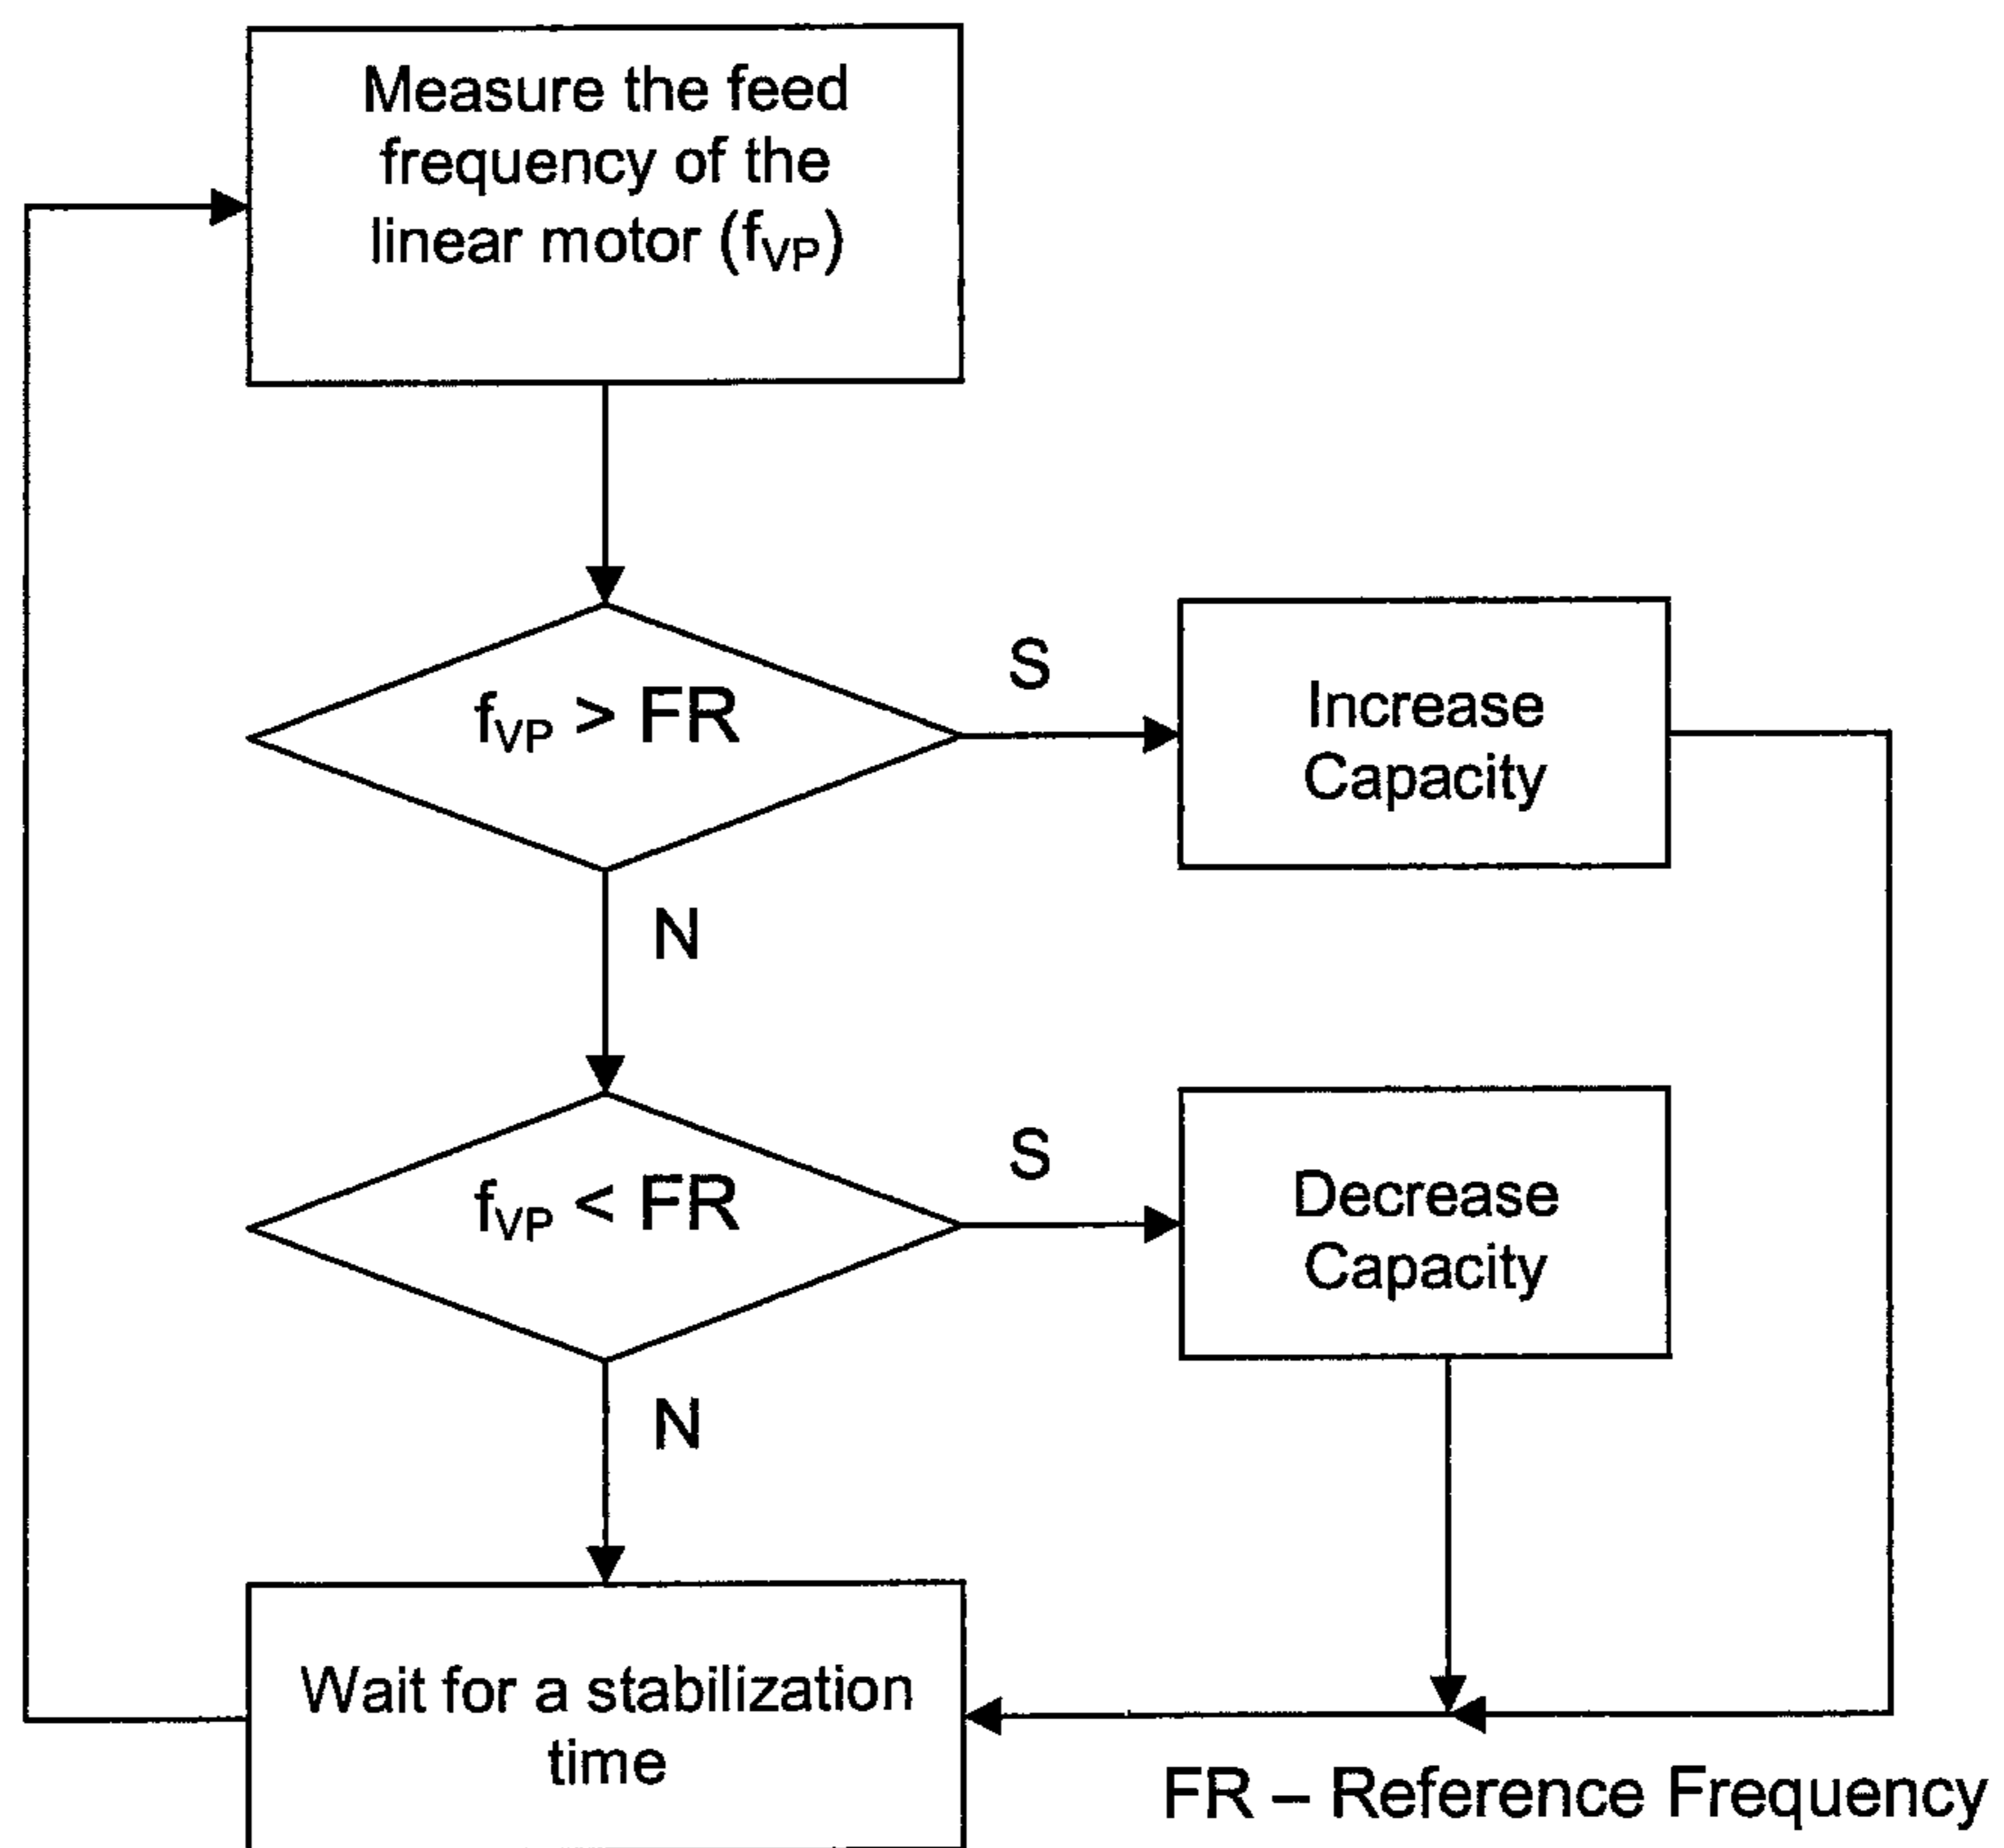 Measure the feed
frequency of the
linear motor (fVP)
fVP > FR
S
Increase
Capacity
N
fVP < FR
S
Decrease
Capacity
N
Wait for a stabilization
time
FR – Reference Frequency